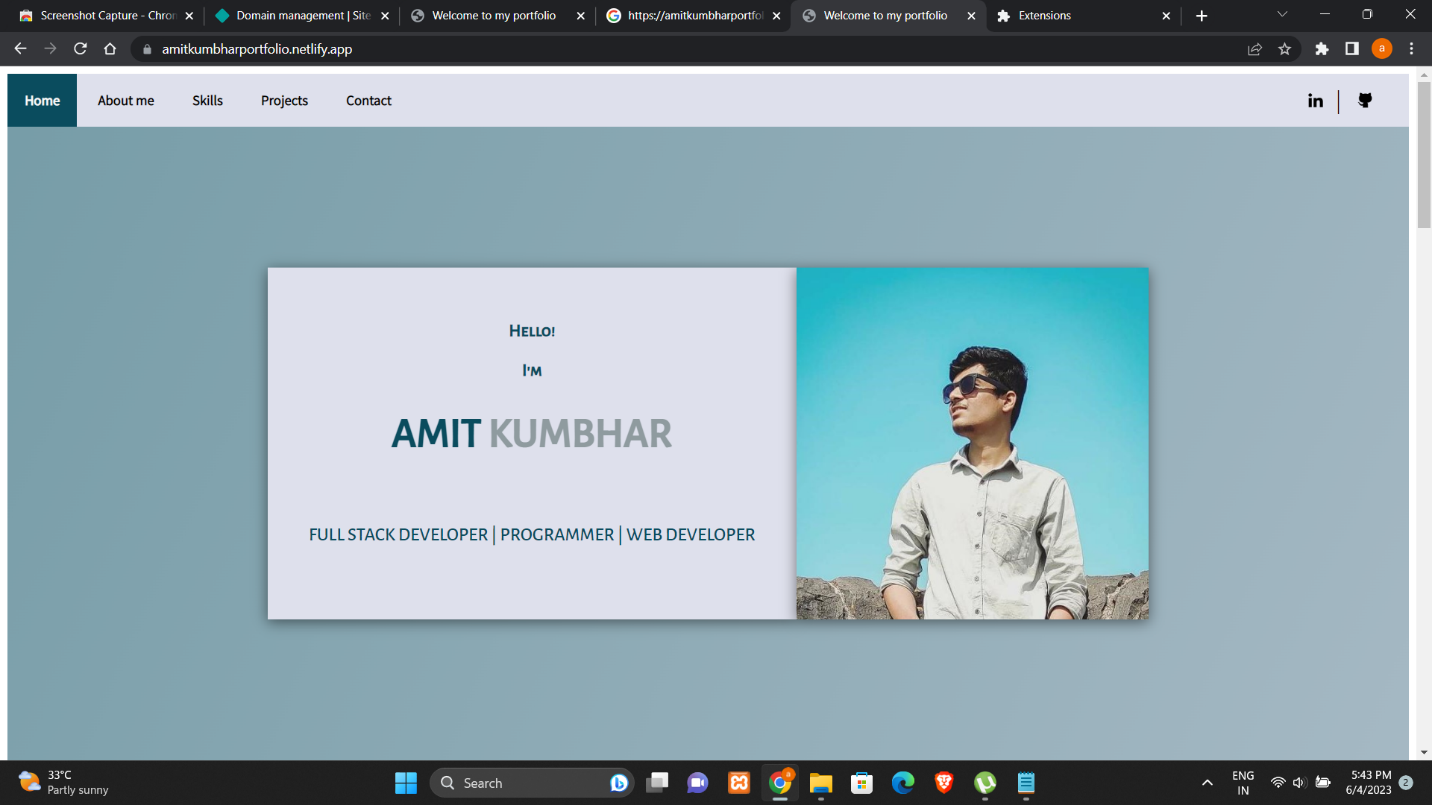 Screenshot Capture - Chron
Domain management | Site
Welcome to my portfolio
https://amitkumbharportfol
Welcome to my portfolio
Extensions
amitkumbharportfolio.netlify.app
a
Home
About me
Skills
Projects
Contact
in
Hello!
I'm
AMIT KUMBHAR
FULL STACK DEVELOPER | PROGRAMMER | WEB DEVELOPER
33°C
Partly sunny
Search
a
ENG
IN
5:43 PM
6/4/2023
2